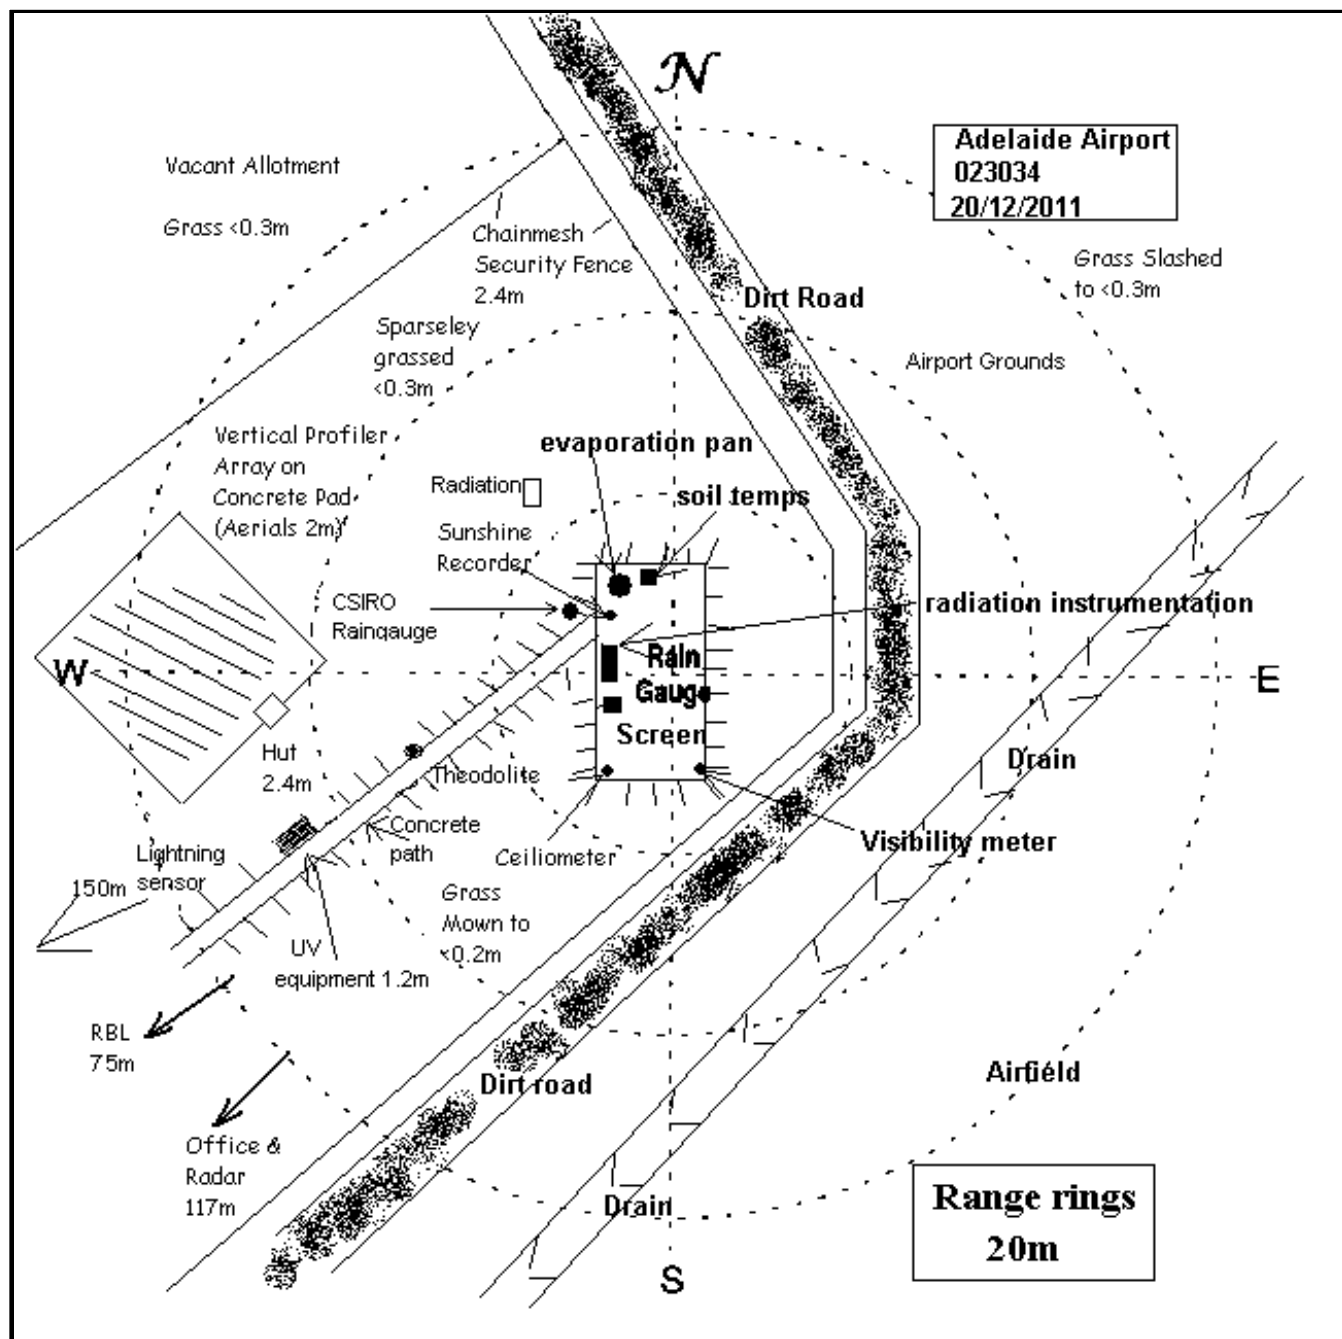 N
Adelaide Airport
023034
20/12/2011
Vacant Allotment
Grass <0.3m
Chainmesh
Security Fence
2.4m
Grass Slashed
to <0.3m
Dirt Road
Sparseley
grassed
<0.3m
Airport Grounds
Vertical Profiler
Array on
Concrete Pad
(Aerials 2m)
evaporation pan
Radiation
soil temps
Sunshine
Recorder
CSIRO
Raingauge
radiation instrumentation
W
Rain
Gauge
E
Screen
Hut
2.4m
Theodolite
Drain
Concrete
path
Ceiliometer
Visibility meter
Lightning
sensor
150m
Grass
Mown to
<0.2m
UV
equipment 1.2m
RBL
75m
Airfield
Dirt road
Office &
Radar
117m
Drain
Range rings
20m
S